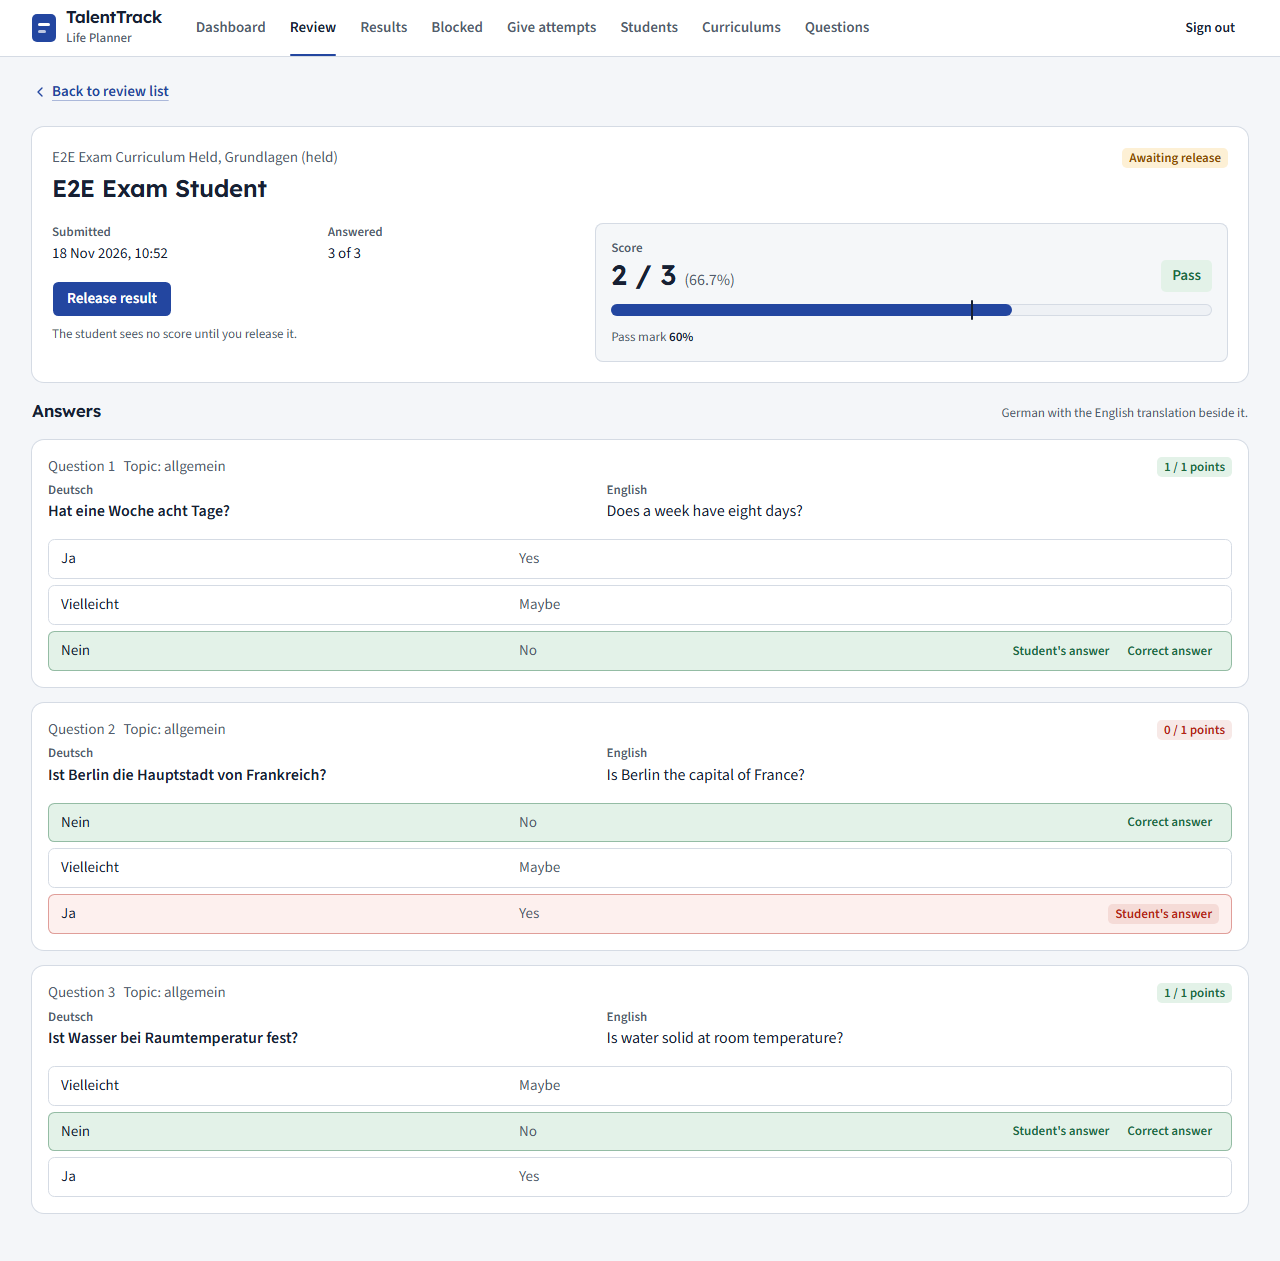 TalentTrack
Life Planner
Dashboard
Review
Results
Blocked
Give attempts
Students
Curriculums
Questions
Sign out
Back to review list
E2E Exam Curriculum Held, Grundlagen (held)
Awaiting release
E2E Exam Student
Submitted
18 Nov 2026, 10:52
Answered
3 of 3
Release result
The student sees no score until you release it.
Score
2 / 3 (66.7%)
Pass
Pass mark 60%
Answers
German with the English translation beside it.
Question 1 Topic: allgemein
1 / 1 points
Deutsch
Hat eine Woche acht Tage?
English
Does a week have eight days?
Ja Yes
Vielleicht Maybe
Nein No Student's answer Correct answer
Question 2 Topic: allgemein
0 / 1 points
Deutsch
Ist Berlin die Hauptstadt von Frankreich?
English
Is Berlin the capital of France?
Nein No Correct answer
Vielleicht Maybe
Ja Yes Student's answer
Question 3 Topic: allgemein
1 / 1 points
Deutsch
Ist Wasser bei Raumtemperatur fest?
English
Is water solid at room temperature?
Vielleicht Maybe
Nein No Student's answer Correct answer
Ja Yes